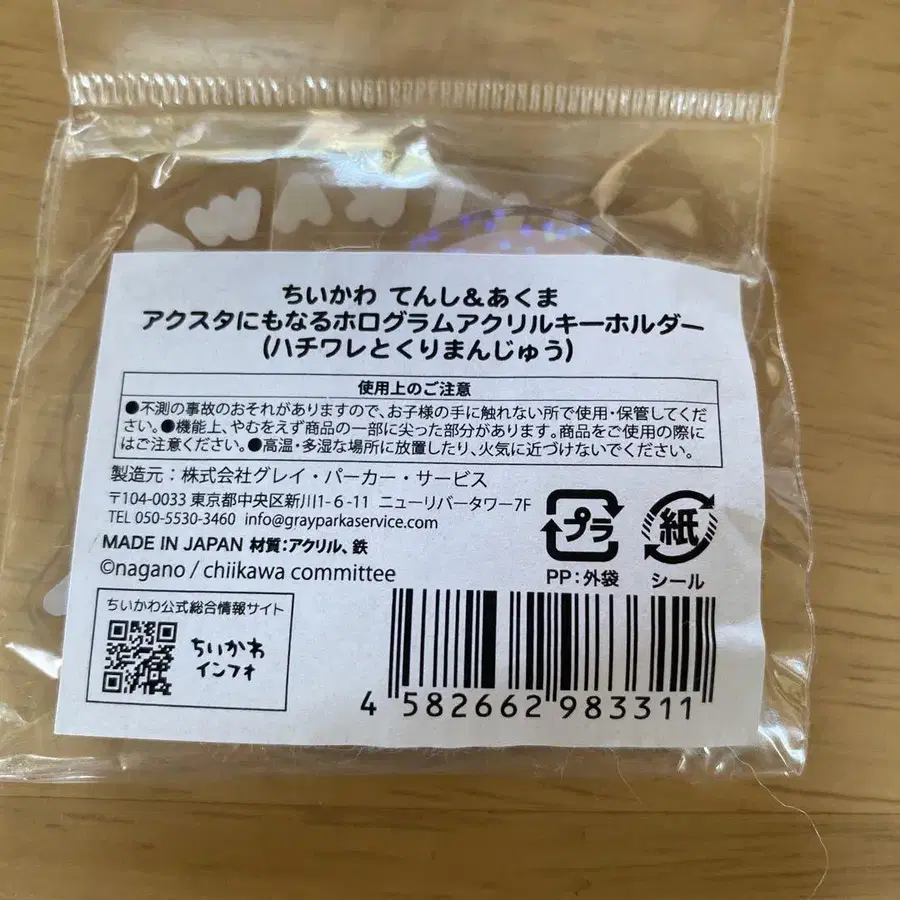 ちいかわ てんし&あくま
アクスタにもなるホログラムアクリルキーホルダー
(ハチワレとくりまんじゅう)
使用上のご注意
●不測の事故のおそれがありますので、お子様の手に触れない所で使用・保管してくだ
さい。●機能上、やむをえず商品の一部に尖った部分があります。商品をご使用の際に
はご注意ください。●高温・多湿な場所に放置したり、火気に近づけないでください。
製造元:株式会社グレイ・パーカー・サービス
〒104-0033 東京都中央区新川1-6-11 ニューリバータワー7F
TEL 050-5530-3460 info@grayparkaservice.com
MADE IN JAPAN 材質:アクリル、鉄
©nagano / chiikawa committee
プラ
PP:外袋
紙
シール
ちいかわ公式総合情報サイト
ちいかわ
インフォ
4 582662 983311